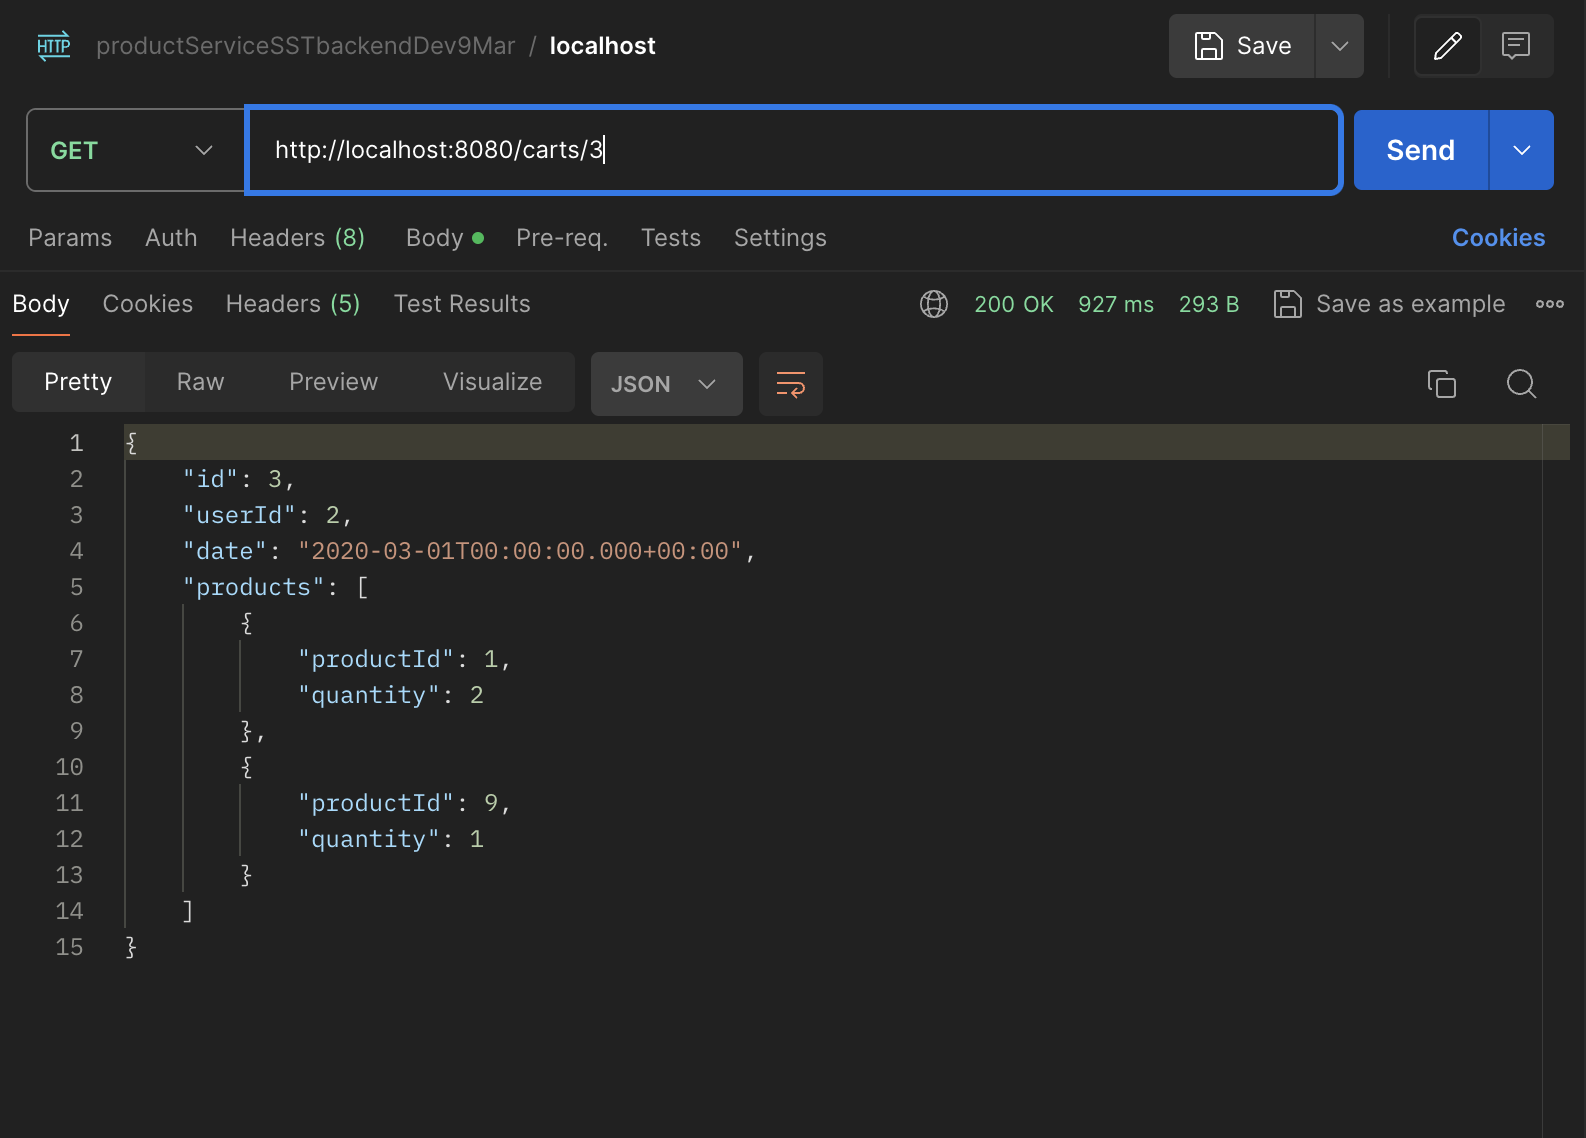 HTTP productServiceSSTbackendDev9Mar / localhost Save
GET http://localhost:8080/carts/3 Send
Params Auth Headers (8) Body Pre-req. Tests Settings Cookies
Body Cookies Headers (5) Test Results 200 OK 927 ms 293 B Save as example
Pretty Raw Preview Visualize JSON
1 {
2 "id": 3,
3 "userId": 2,
4 "date": "2020-03-01T00:00:00.000+00:00",
5 "products": [
6 {
7 "productId": 1,
8 "quantity": 2
9 },
10 {
11 "productId": 9,
12 "quantity": 1
13 }
14 ]
15 }